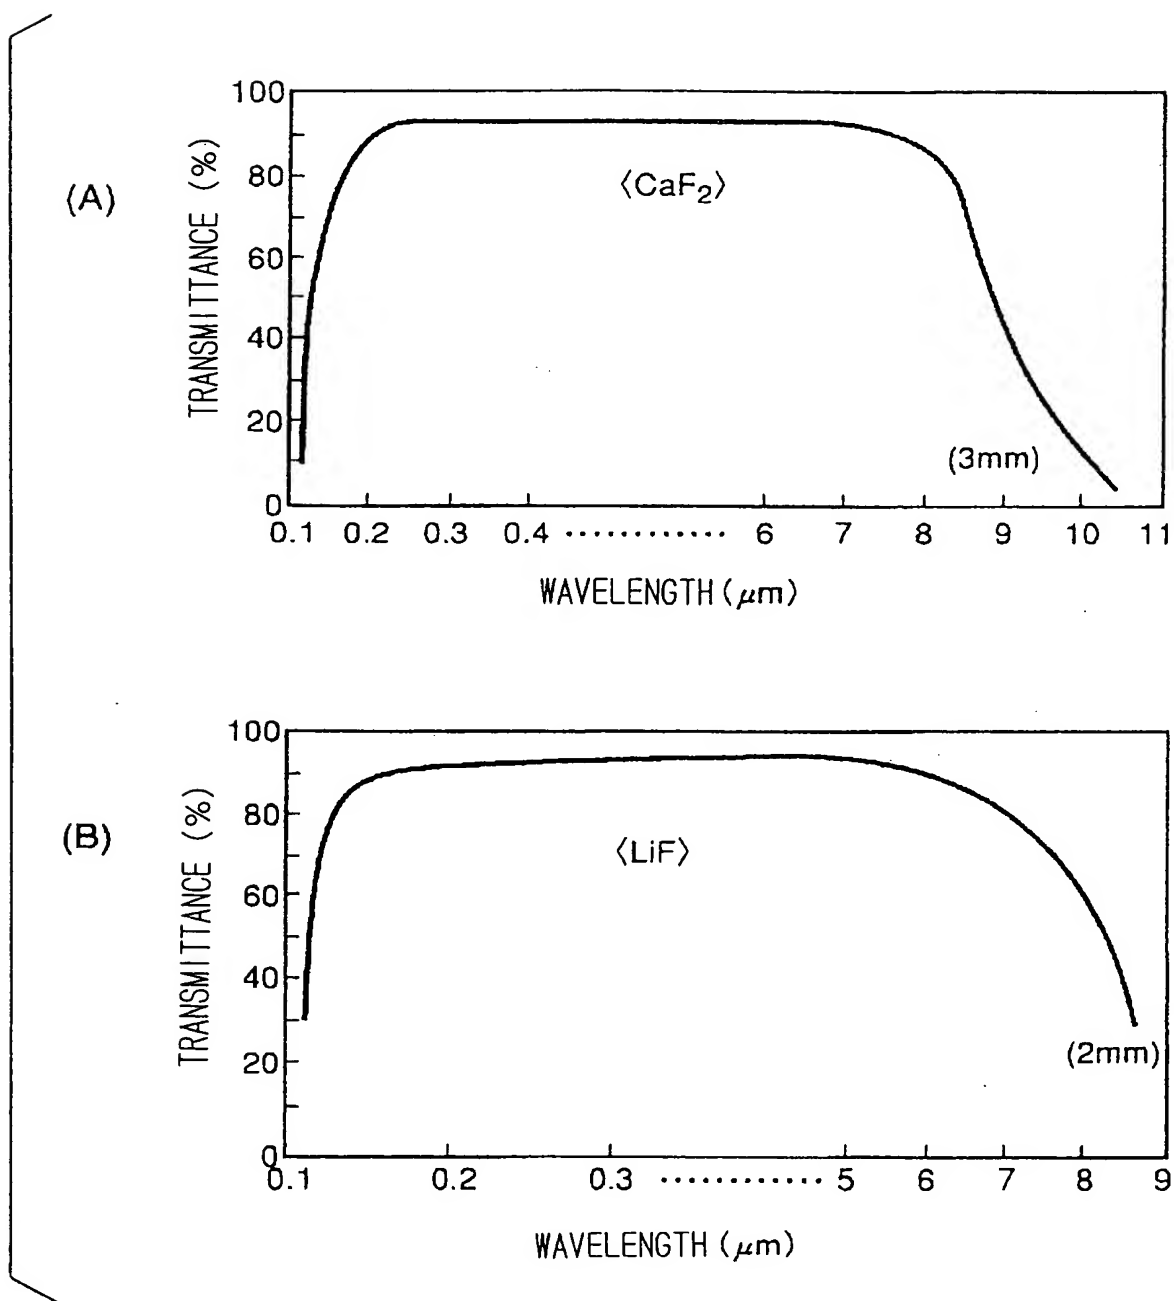 (A)
TRANSMITTANCE (%)
100
80
60
40
20
0
⟨CaF₂⟩
(3mm)
0.1 0.2 0.3 0.4 ············ 6 7 8 9 10 11
WAVELENGTH (μm)
(B)
TRANSMITTANCE (%)
100
80
60
40
20
0
⟨LiF⟩
(2mm)
0.1 0.2 0.3 ············ 5 6 7 8 9
WAVELENGTH (μm)